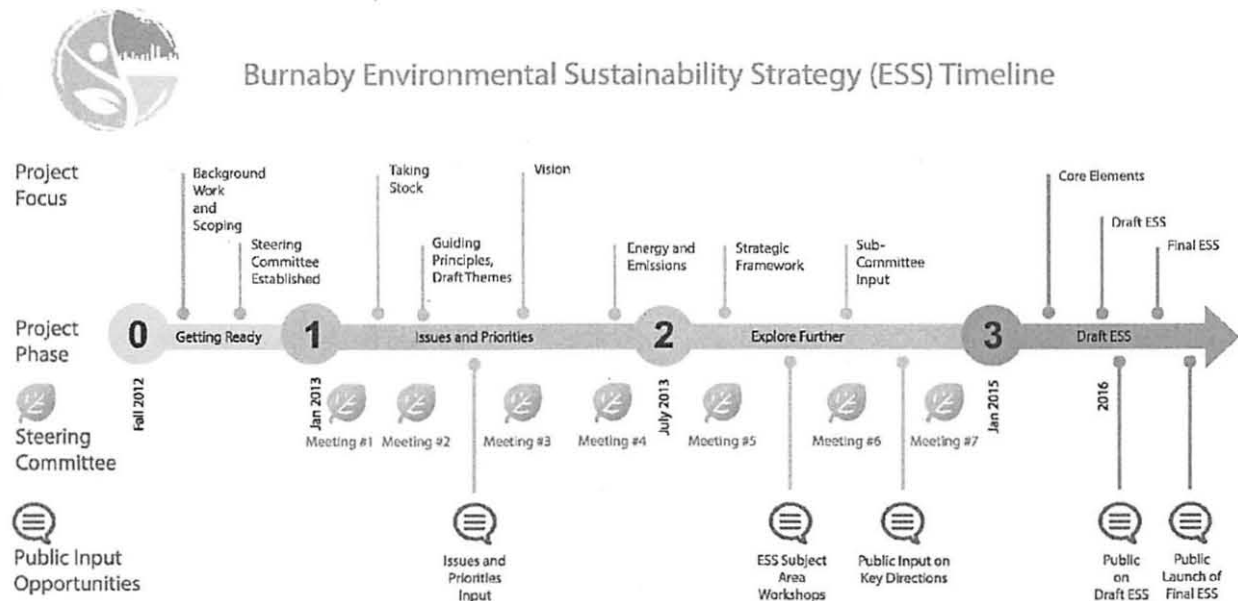 Burnaby Environmental Sustainability Strategy (ESS) Timeline
Project
Focus
Background
Work
and
Scoping
Steering
Committee
Established
Taking
Stock
Guiding
Principles,
Draft Themes
Vision
Energy and
Emissions
Strategic
Framework
Sub-
Committee
Input
Core Elements
Draft ESS
Final ESS
Project
Phase
0
Getting Ready
1
Issues and Priorities
2
Explore Further
3
Draft ESS
Fall 2012
Jan 2013
July 2013
Jan 2015
2016
Steering
Committee
Meeting #1
Meeting #2
Meeting #3
Meeting #4
Meeting #5
Meeting #6
Meeting #7
Public Input
Opportunities
Issues and
Priorities
Input
ESS Subject
Area
Workshops
Public Input on
Key Directions
Public
on
Draft ESS
Public
Launch of
Final ESS